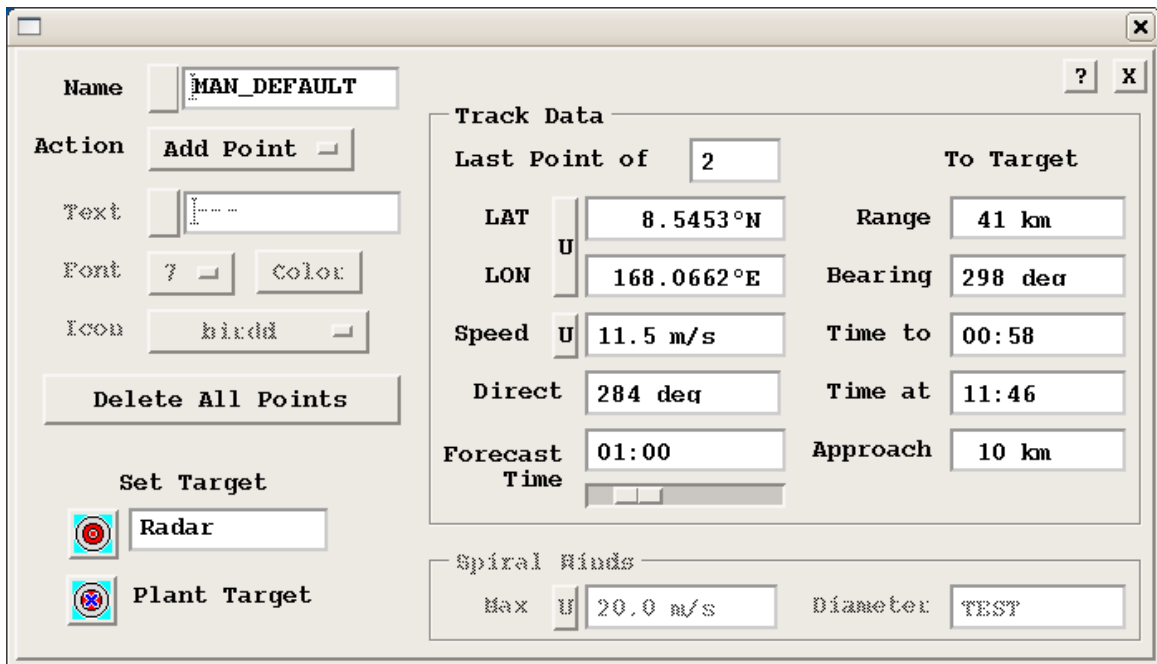 Name MAN_DEFAULT
Action Add Point
Text ---
Font 7 Color
Icon birdd
Delete All Points
Set Target
Radar
Plant Target
? X
Track Data
Last Point of 2 To Target
LAT 8.5453°N Range 41 km
U
LON 168.0662°E Bearing 298 deg
Speed U 11.5 m/s Time to 00:58
Direct 284 deg Time at 11:46
Forecast Time 01:00 Approach 10 km
Spiral Winds
Max U 20.0 m/s Diameter TEST